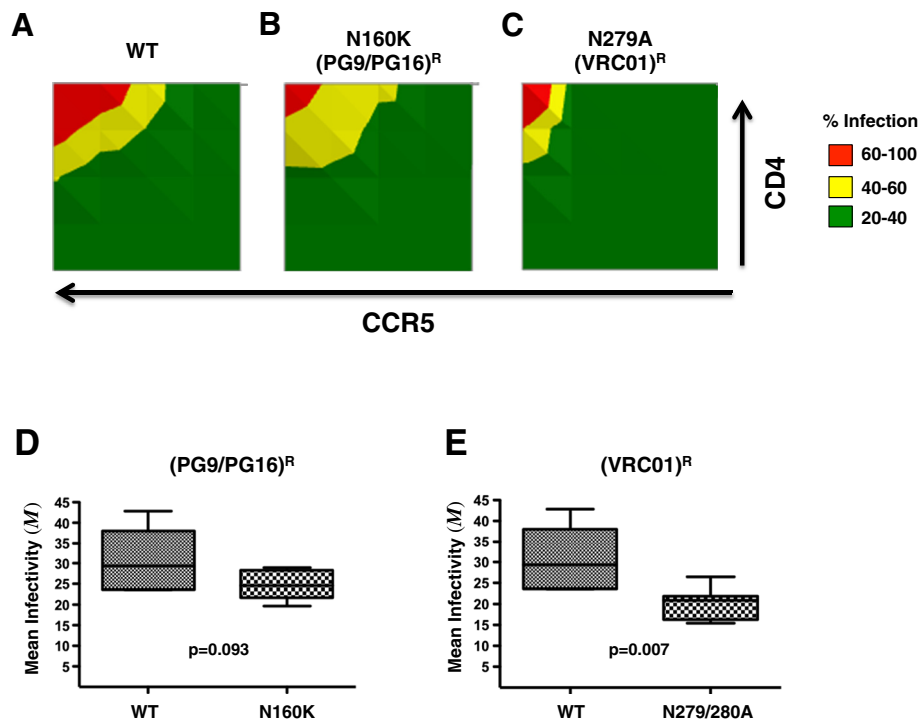 A
B
C
WT
N160K
(PG9/PG16)R
N279A
(VRC01)R
CD4
% Infection
60-100
40-60
20-40
CCR5
D
(PG9/PG16)R
Mean Infectivity (M)
45
40
35
30
25
20
15
10
5
p=0.093
WT
N160K
E
(VRC01)R
Mean Infectivity (M)
45
40
35
30
25
20
15
10
5
p=0.007
WT
N279/280A